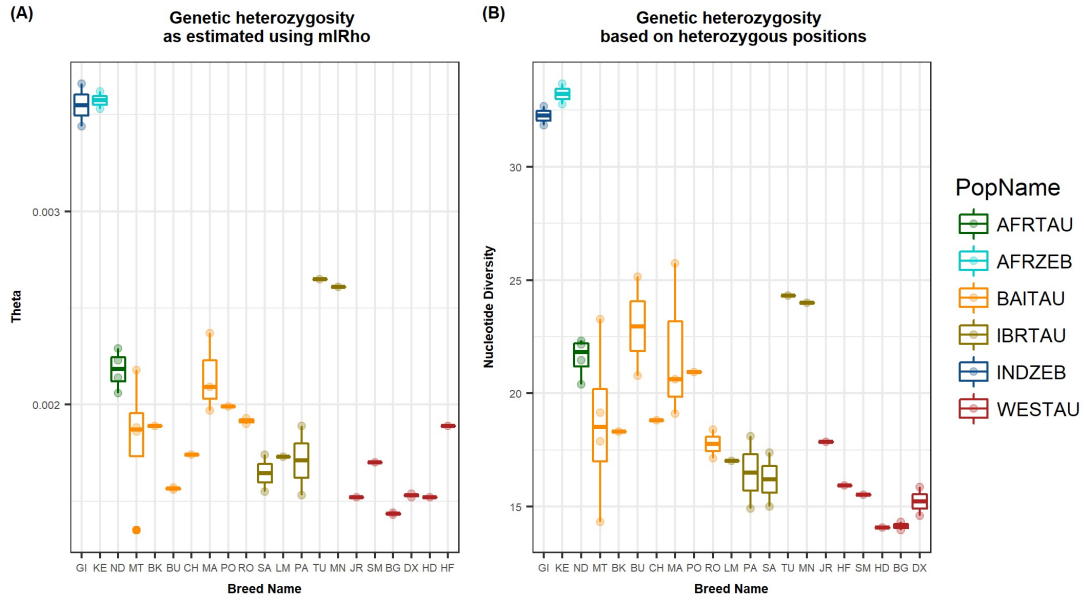 (A)
Genetic heterozygosity
as estimated using mlRho
Theta
0.003
0.002
GI KE ND MT BK BU CH MA PO RO SA LM PA TU MN JR SM BG DX HD HF
Breed Name
(B)
Genetic heterozygosity
based on heterozygous positions
Nucleotide Diversity
30
25
20
15
GI KE ND MT BK BU CH MA PO RO LM PA SA TU MN JR HF SM HD BG DX
Breed Name
PopName
AFRTAU
AFRZEB
BAITAU
IBRTAU
INDZEB
WESTAU